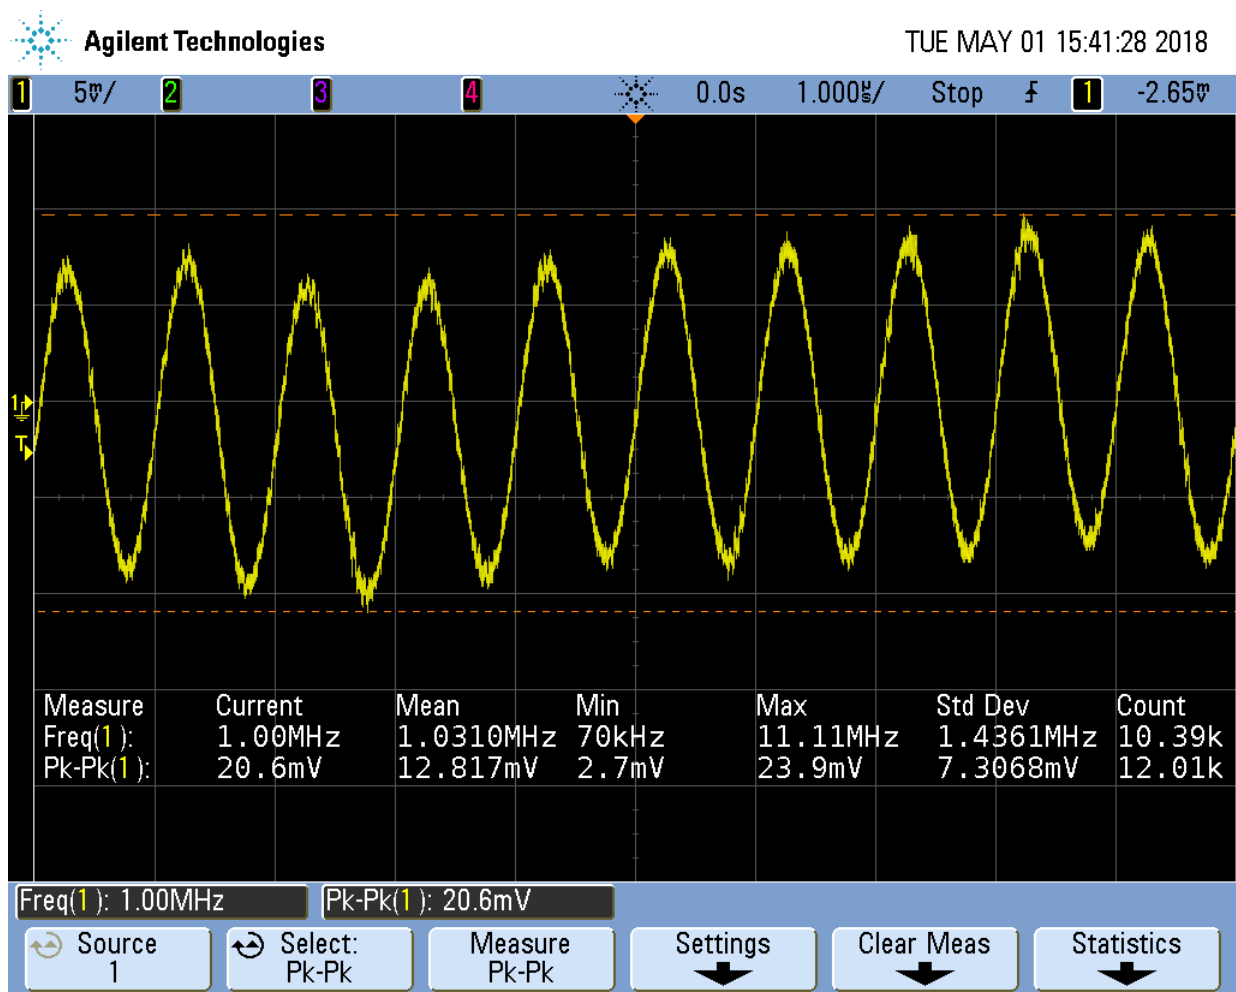 Agilent Technologies TUE MAY 01 15:41:28 2018
1 5mV/ 2 3 4 0.0s 1.000µs/ Stop 1 -2.65mV
1
T
Measure Current Mean Min Max Std Dev Count
Freq(1): 1.00MHz 1.0310MHz 70kHz 11.11MHz 1.4361MHz 10.39k
Pk-Pk(1): 20.6mV 12.817mV 2.7mV 23.9mV 7.3068mV 12.01k
Freq(1): 1.00MHz Pk-Pk(1): 20.6mV
Source Select: Measure Settings Clear Meas Statistics
1 Pk-Pk Pk-Pk